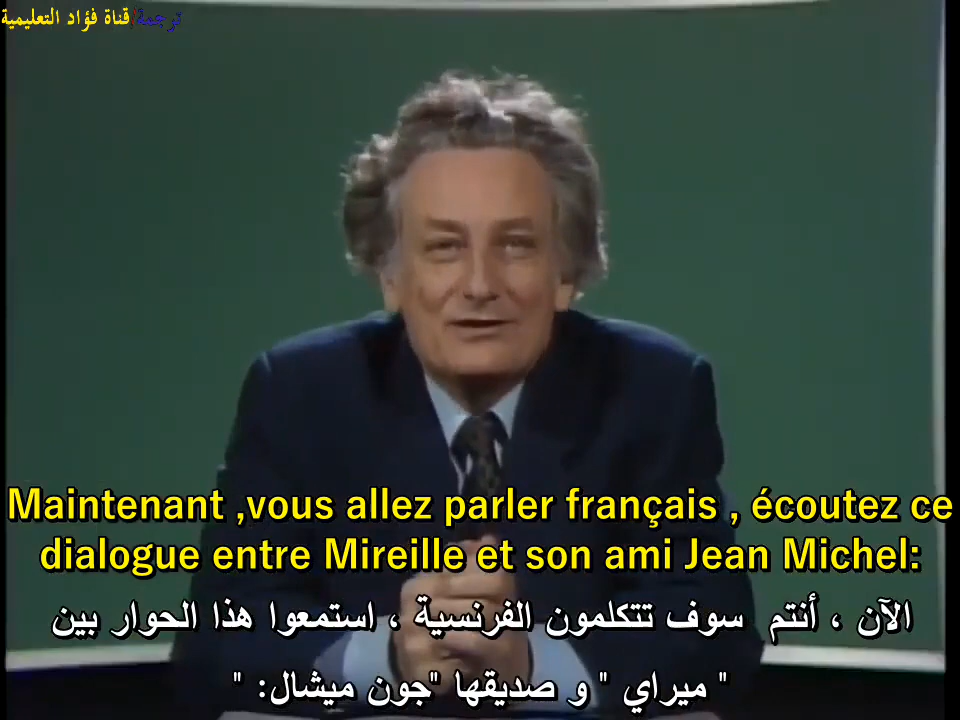 ترجمة/قناة فؤاد التعليمية
Maintenant ,vous allez parler français , écoutez ce
dialogue entre Mireille et son ami Jean Michel:
الآن ، أنتم سوف تتكلمون الفرنسية ، استمعوا هذا الحوار بين
" ميراي " و صديقها "جون ميشال: "